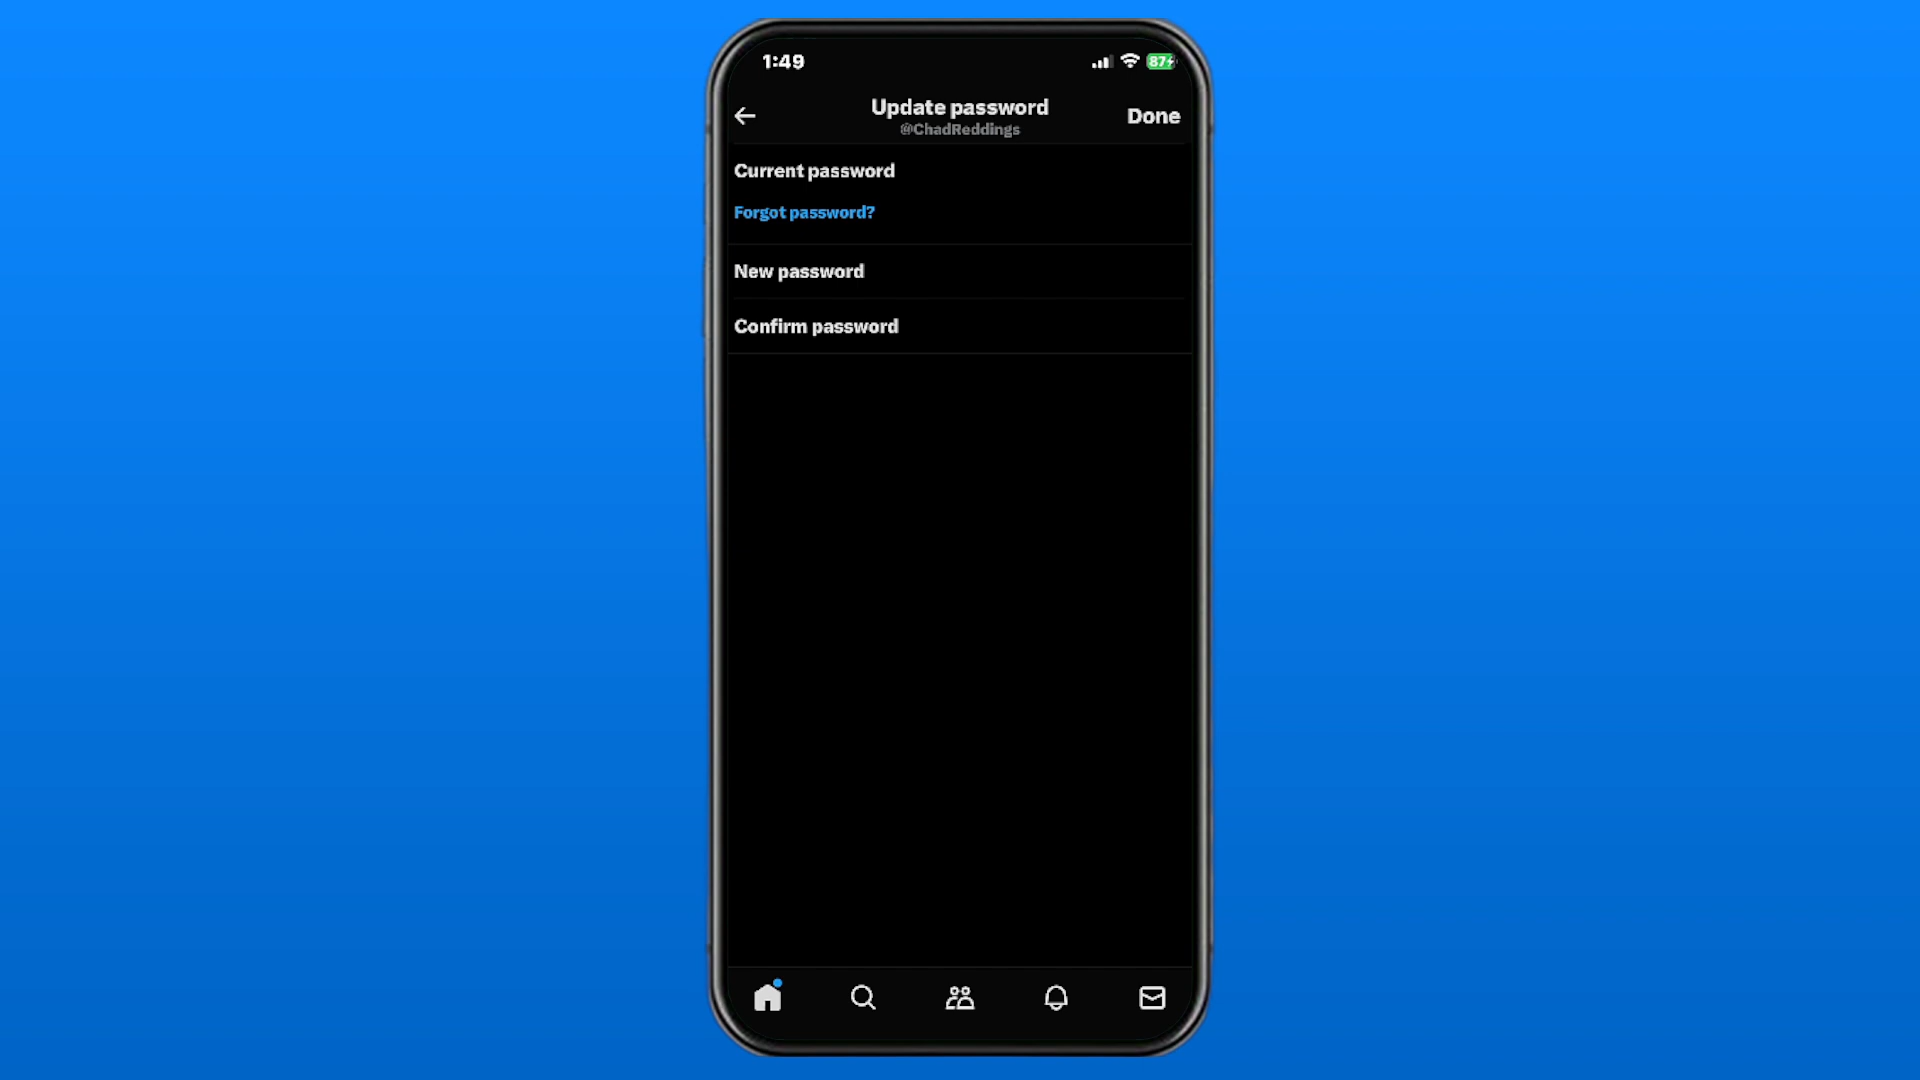 1:49
87
Update password
@ChadReddings
Done
Current password
Forgot password?
New password
Confirm password